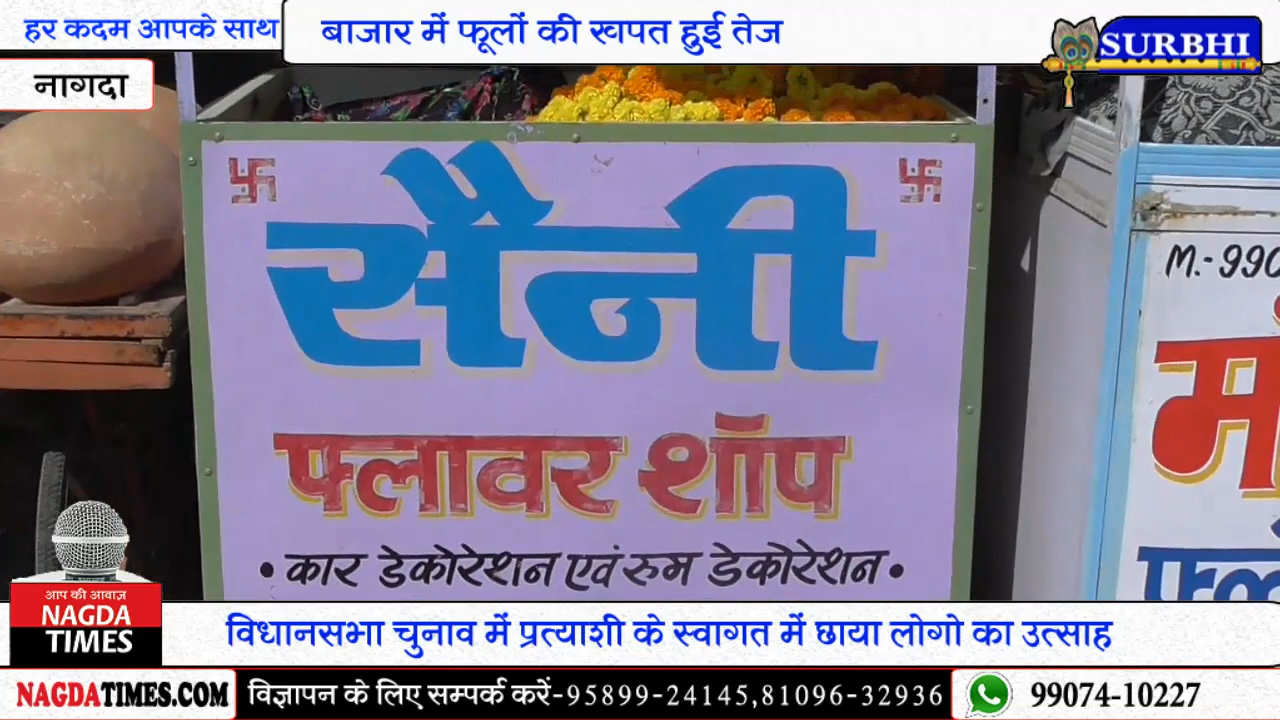 हर कदम आपके साथ
बाजार में फूलों की खपत हुई तेज
SURBHI
नागदा
सैनी
फ्लावर शॉप
• कार डेकोरेशन एवं रुम डेकोरेशन •
M.-990
आप की आवाज़
NAGDA
TIMES
विधानसभा चुनाव में प्रत्याशी के स्वागत में छाया लोगो का उत्साह
NAGDATIMES.COM
विज्ञापन के लिए सम्पर्क करें-95899-24145,81096-32936
99074-10227